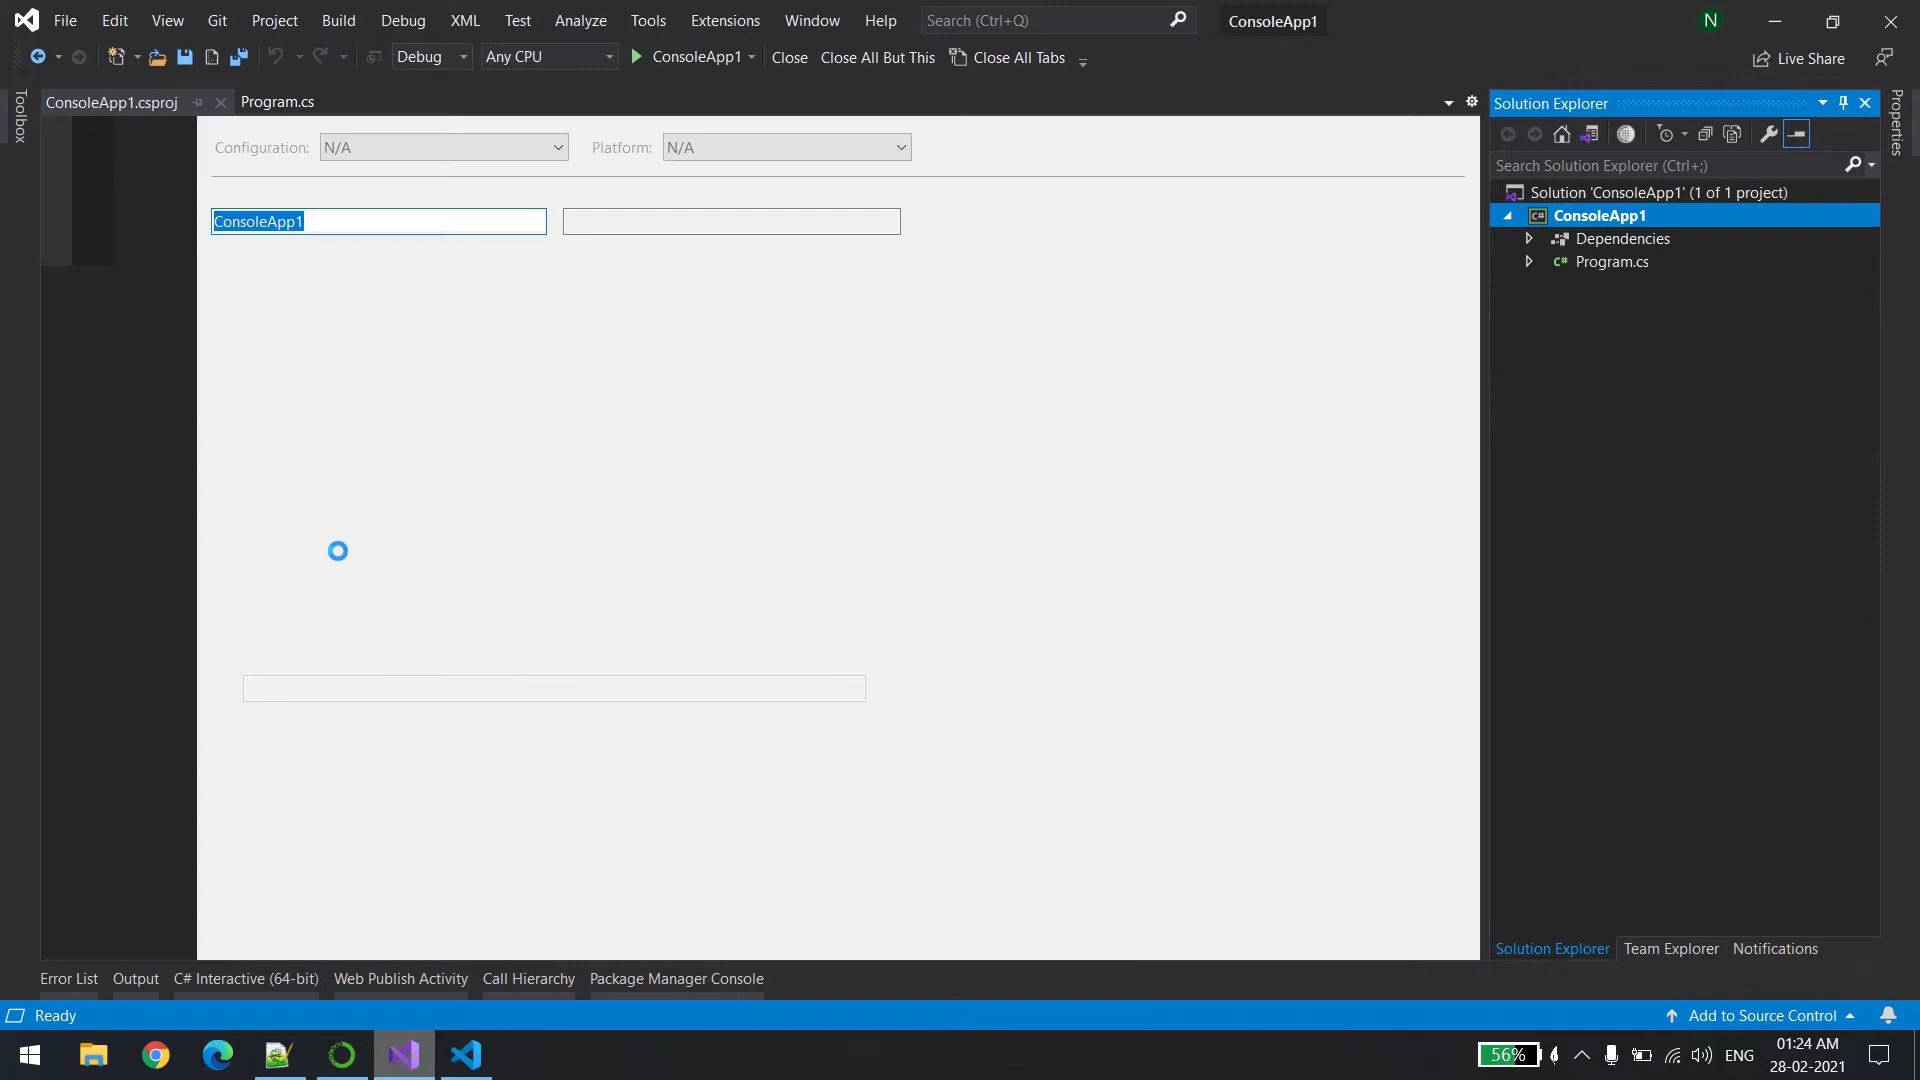 File Edit View Git Project Build Debug XML Test Analyze Tools Extensions Window Help Search (Ctrl+Q) ConsoleApp1 N
Debug Any CPU ConsoleApp1 Close Close All But This Close All Tabs Live Share
Toolbox
ConsoleApp1.csproj Program.cs
Configuration: N/A Platform: N/A
ConsoleApp1
Solution Explorer
Search Solution Explorer (Ctrl+;)
Solution 'ConsoleApp1' (1 of 1 project)
C# ConsoleApp1
Dependencies
C# Program.cs
Properties
Solution Explorer Team Explorer Notifications
Error List Output C# Interactive (64-bit) Web Publish Activity Call Hierarchy Package Manager Console
Ready Add to Source Control
56% ENG 01:24 AM
28-02-2021